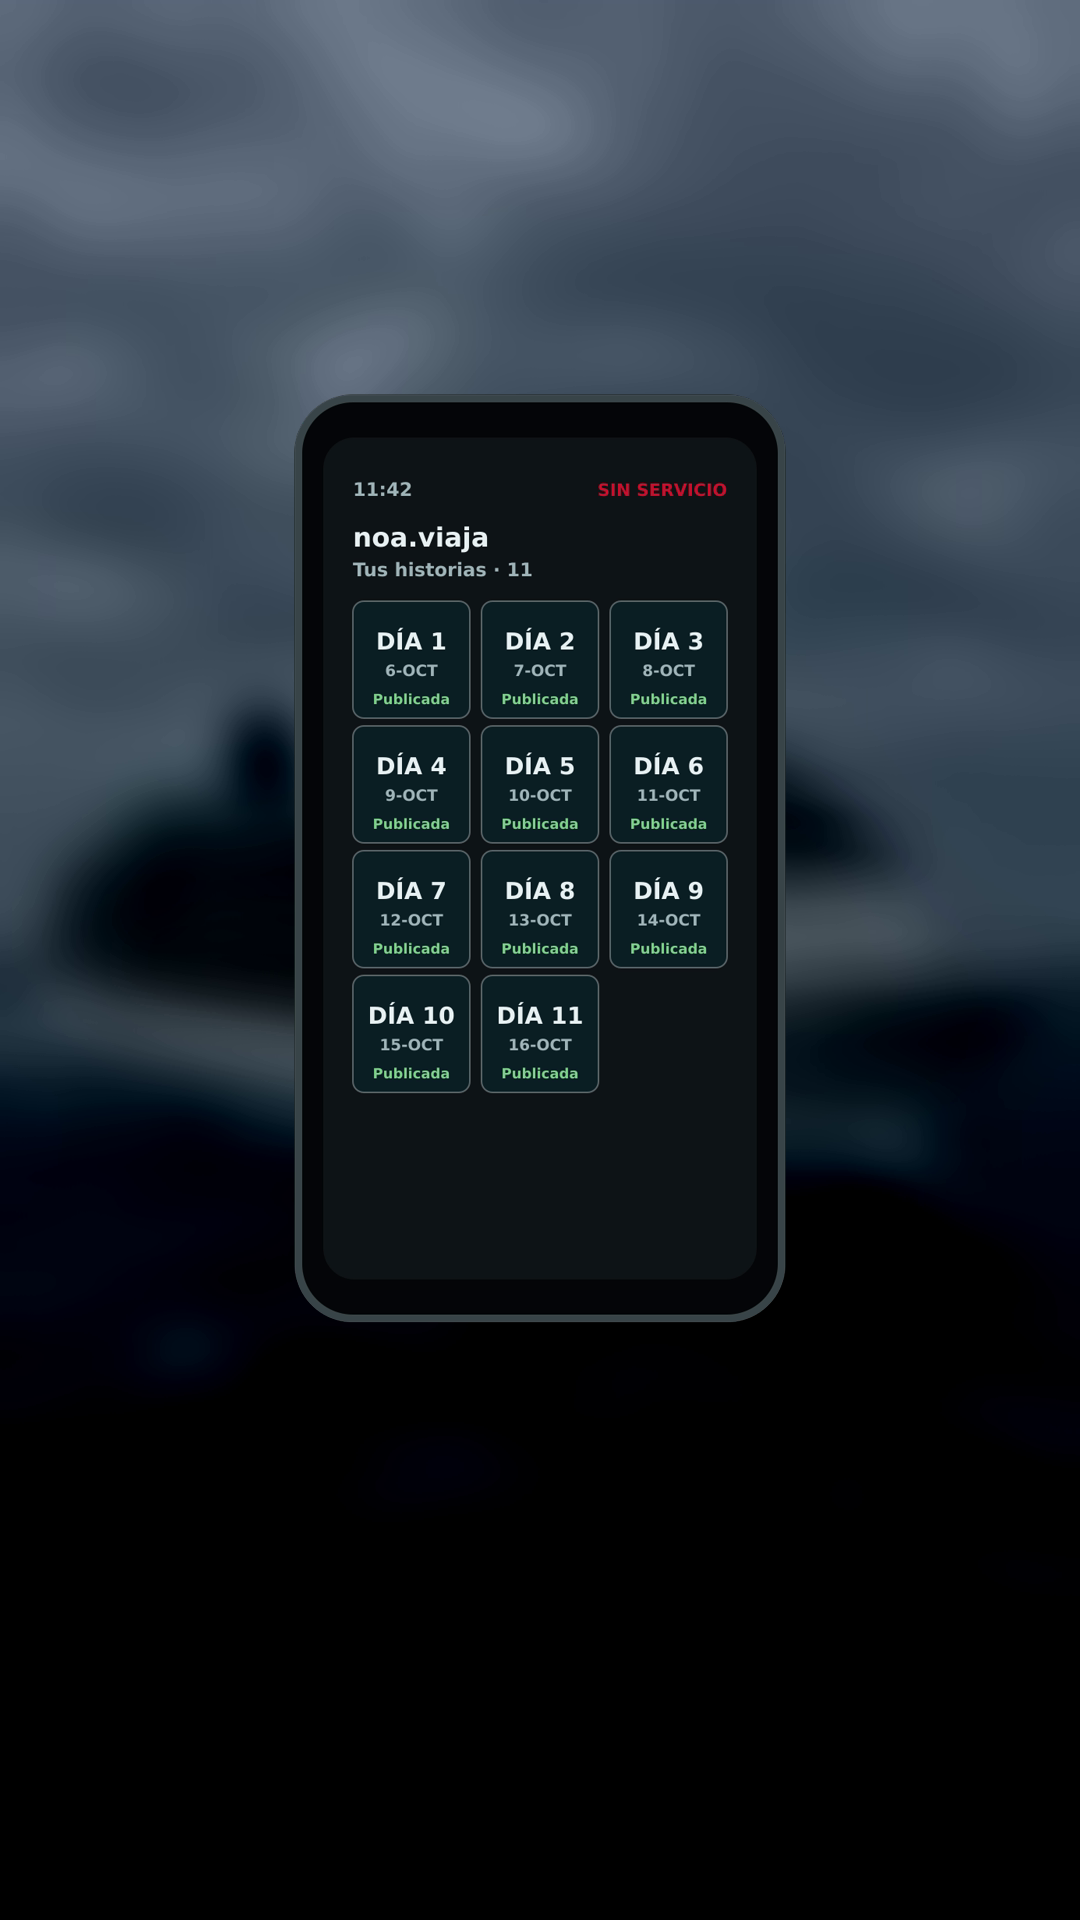 11:42 SIN SERVICIO
noa.viaja
Tus historias · 11
DÍA 1 DÍA 2 DÍA 3
6-OCT 7-OCT 8-OCT
Publicada Publicada Publicada
DÍA 4 DÍA 5 DÍA 6
9-OCT 10-OCT 11-OCT
Publicada Publicada Publicada
DÍA 7 DÍA 8 DÍA 9
12-OCT 13-OCT 14-OCT
Publicada Publicada Publicada
DÍA 10 DÍA 11
15-OCT 16-OCT
Publicada Publicada